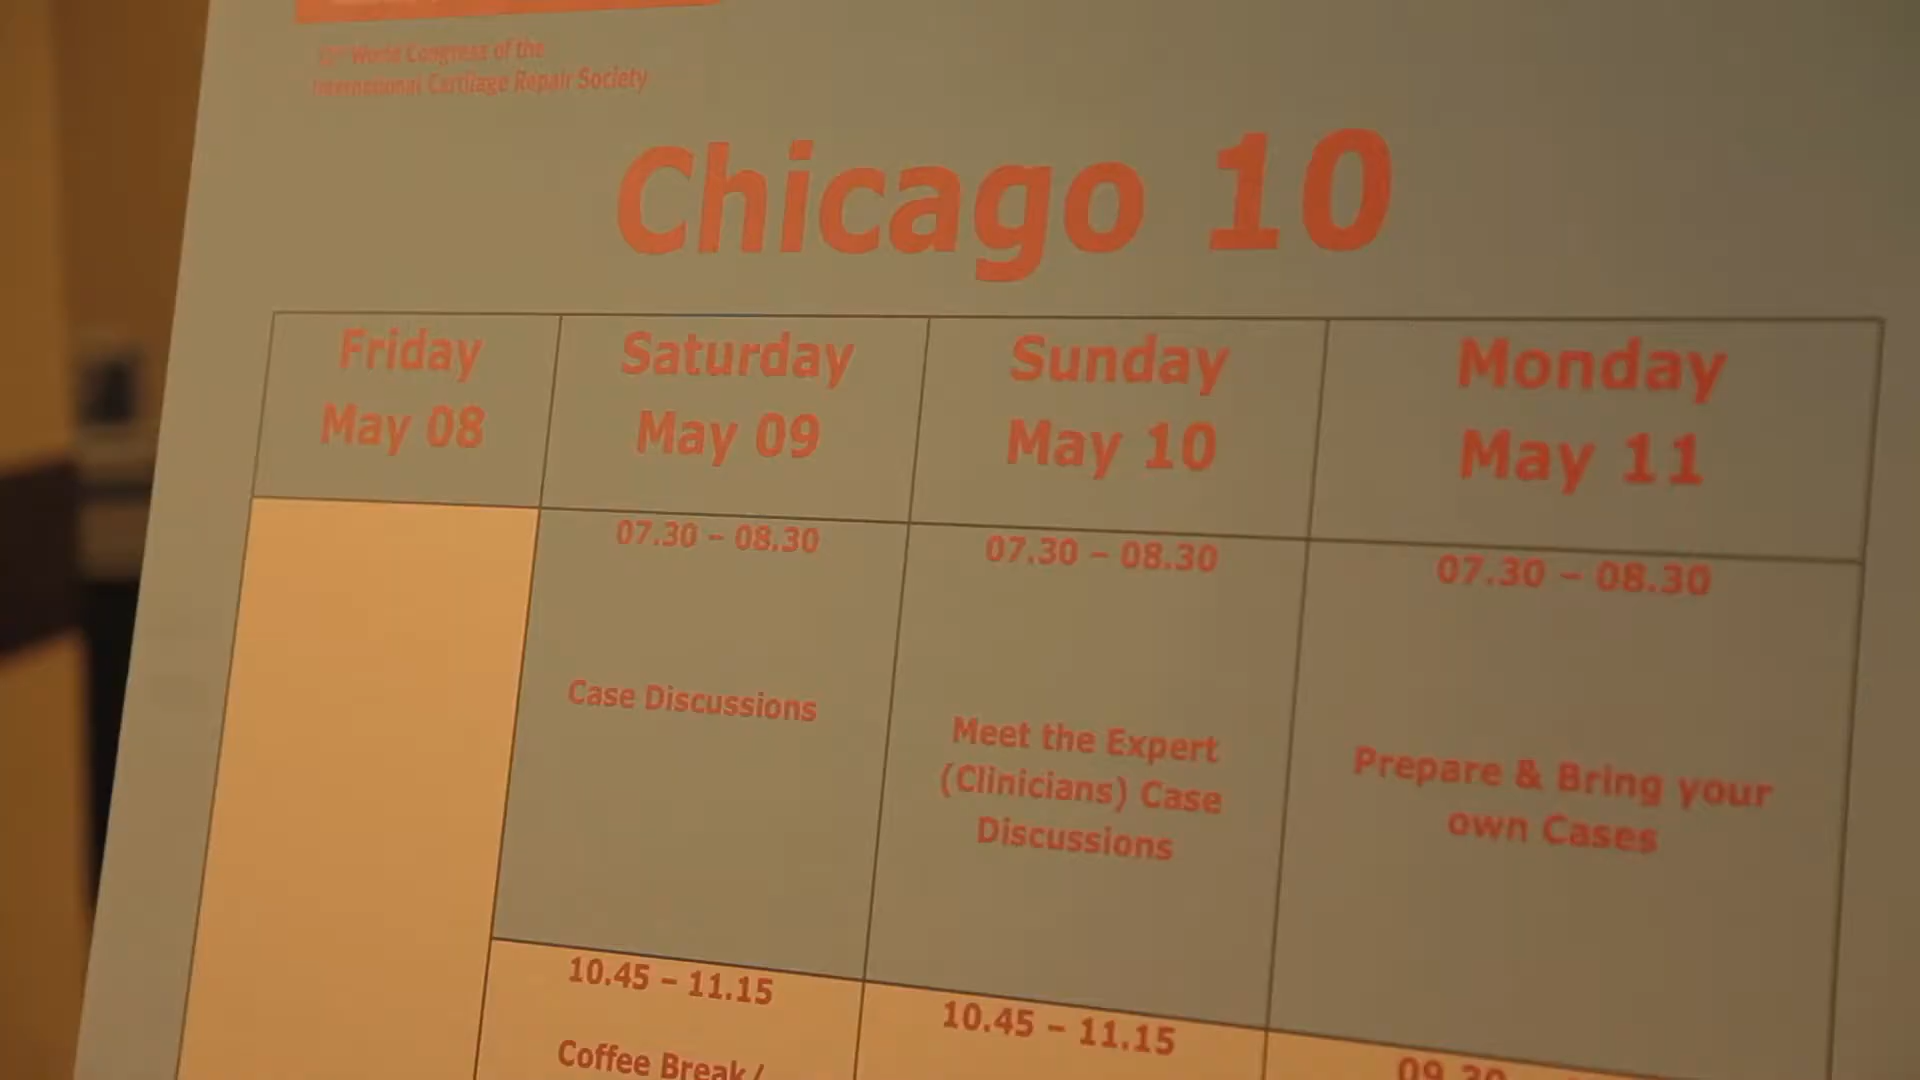 World Congress of the
International Cartilage Repair Society
Chicago 10
Friday
May 08
Saturday
May 09
Sunday
May 10
Monday
May 11
07.30 – 08.30
Case Discussions
07.30 – 08.30
Meet the Expert
(Clinicians) Case
Discussions
07.30 – 08.30
Prepare & Bring your
own Cases
10.45 – 11.15
Coffee Break/
10.45 – 11.15
09.30